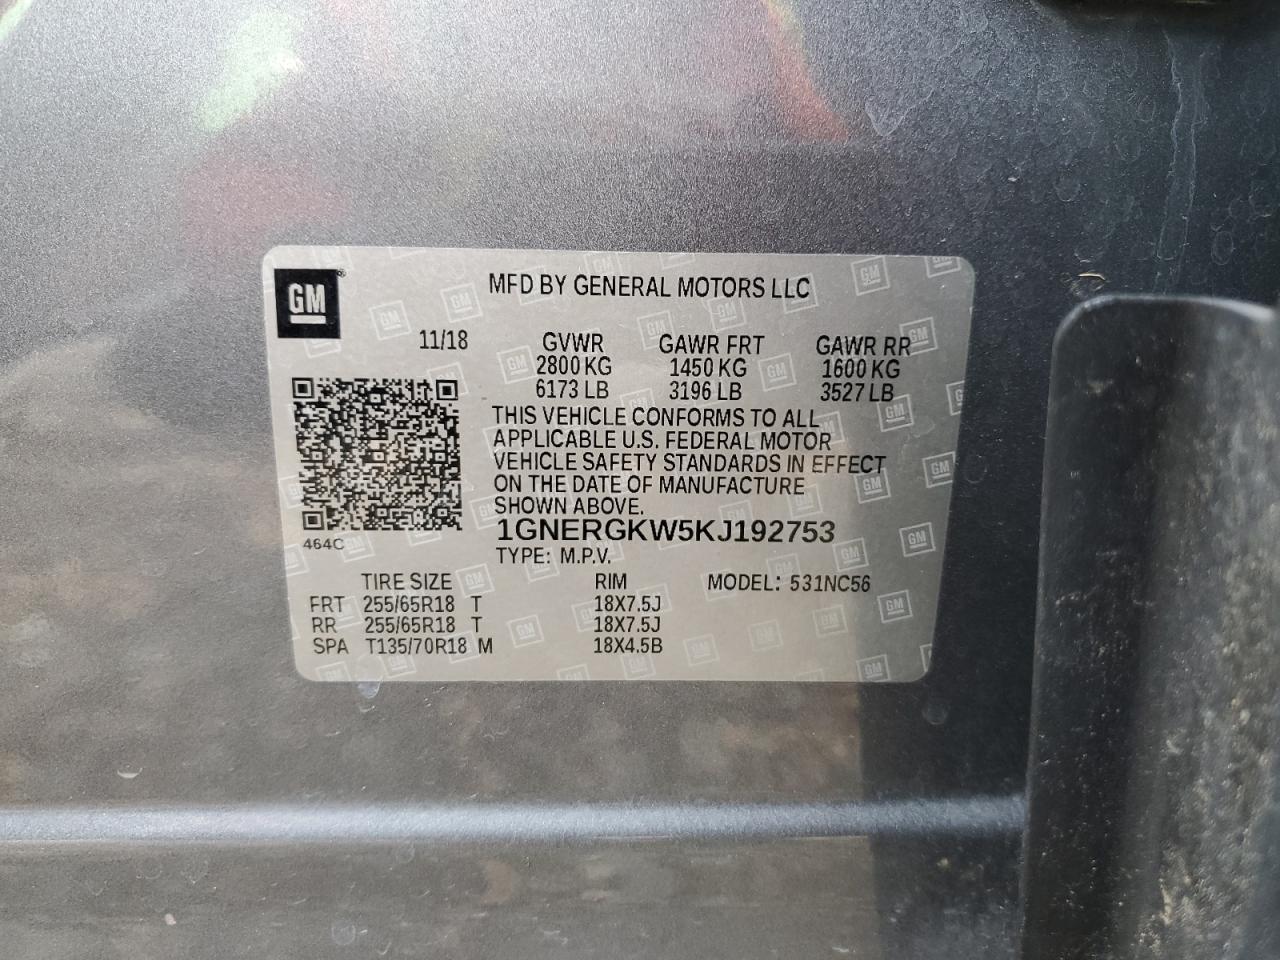 GM
MFD BY GENERAL MOTORS LLC
11/18 GVWR GAWR FRT GAWR RR
2800 KG 1450 KG 1600 KG
6173 LB 3196 LB 3527 LB
THIS VEHICLE CONFORMS TO ALL
APPLICABLE U.S. FEDERAL MOTOR
VEHICLE SAFETY STANDARDS IN EFFECT
ON THE DATE OF MANUFACTURE
SHOWN ABOVE.
464C
1GNERGKW5KJ192753
TYPE: M.P.V.
TIRE SIZE RIM MODEL: 531NC56
FRT 255/65R18 T 18X7.5J
RR 255/65R18 T 18X7.5J
SPA T135/70R18 M 18X4.5B